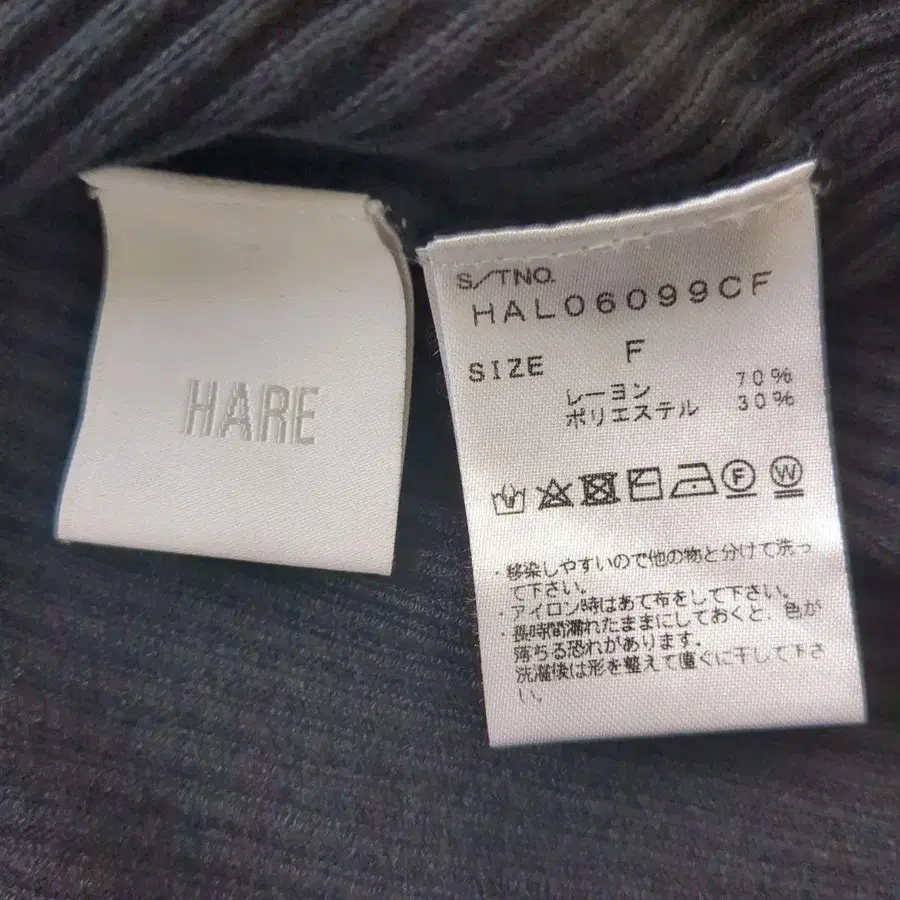 HARE
S/TNO.
HAL06099CF
SIZE F
レーヨン 70%
ポリエステル 30%
F W
・移染しやすいので他の物と分けて洗っ
て下さい。
・アイロン時はあて布をして下さい。
・長時間濡れたままにしておくと、色が
落ちる恐れがあります。
洗濯後は形を整えて直ぐに干して下さ
い。